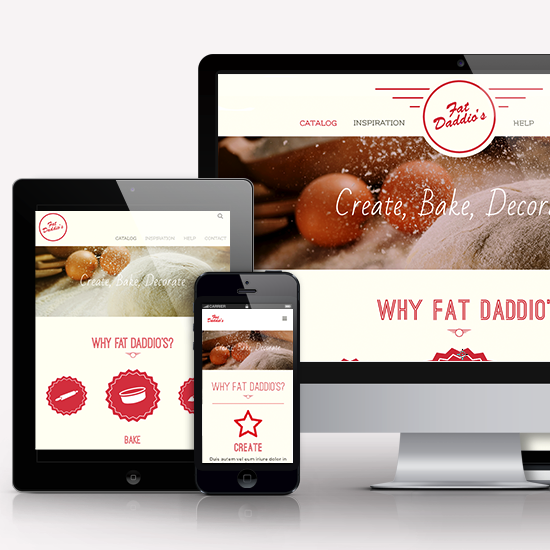 Fat
Daddio's
CATALOG INSPIRATION HELP
Create, Bake, Decora
WHY FAT DADDIO'S
Fat
Daddio's
CATALOG INSPIRATION HELP CONTACT
Create, Bake, Decorate
WHY FAT DADDIO'S?
BAKE
CARRIER
Fat
Daddio's
Create, Bake, Decorate
WHY FAT DADDIO'S?
CREATE
Duis autem vel eum iriure dolor in